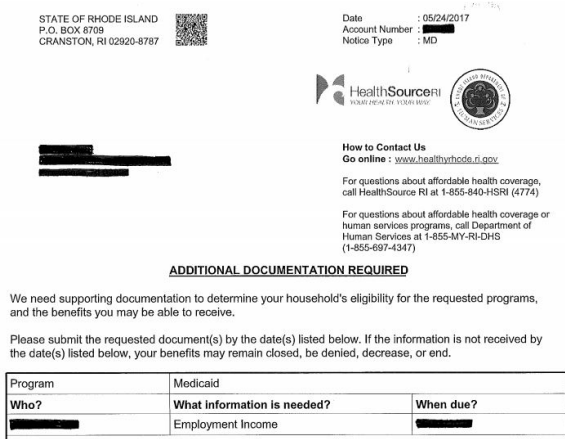 STATE OF RHODE ISLAND
P.O. BOX 8709
CRANSTON, RI 02920-8787
Date : 05/24/2017
Account Number :
Notice Type : MD
HealthSourceRI
YOUR HEALTH. YOUR WAY.
RHODE ISLAND DEPARTMENT OF HUMAN SERVICES
How to Contact Us
Go online : www.healthyrhode.ri.gov
For questions about affordable health coverage,
call HealthSource RI at 1-855-840-HSRI (4774)
For questions about affordable health coverage or
human services programs, call Department of
Human Services at 1-855-MY-RI-DHS
(1-855-697-4347)
ADDITIONAL DOCUMENTATION REQUIRED
We need supporting documentation to determine your household's eligibility for the requested programs,
and the benefits you may be able to receive.
Please submit the requested document(s) by the date(s) listed below. If the information is not received by
the date(s) listed below, your benefits may remain closed, be denied, decrease, or end.
Program Medicaid
Who? What information is needed? When due?
Employment Income